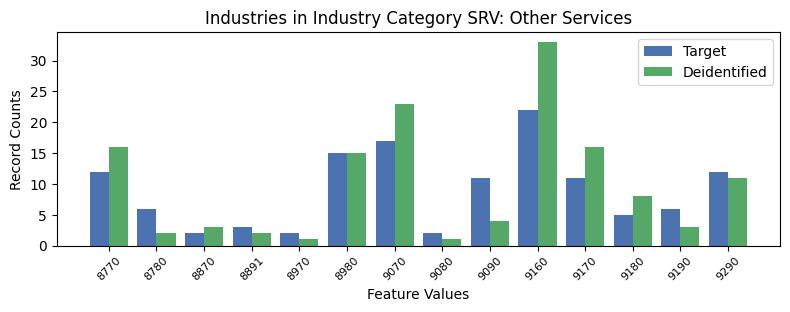 Industries in Industry Category SRV: Other Services
Target
Deidentified
Record Counts
30
25
20
15
10
5
0
8770 8780 8870 8891 8970 8980 9070 9080 9090 9160 9170 9180 9190 9290
Feature Values